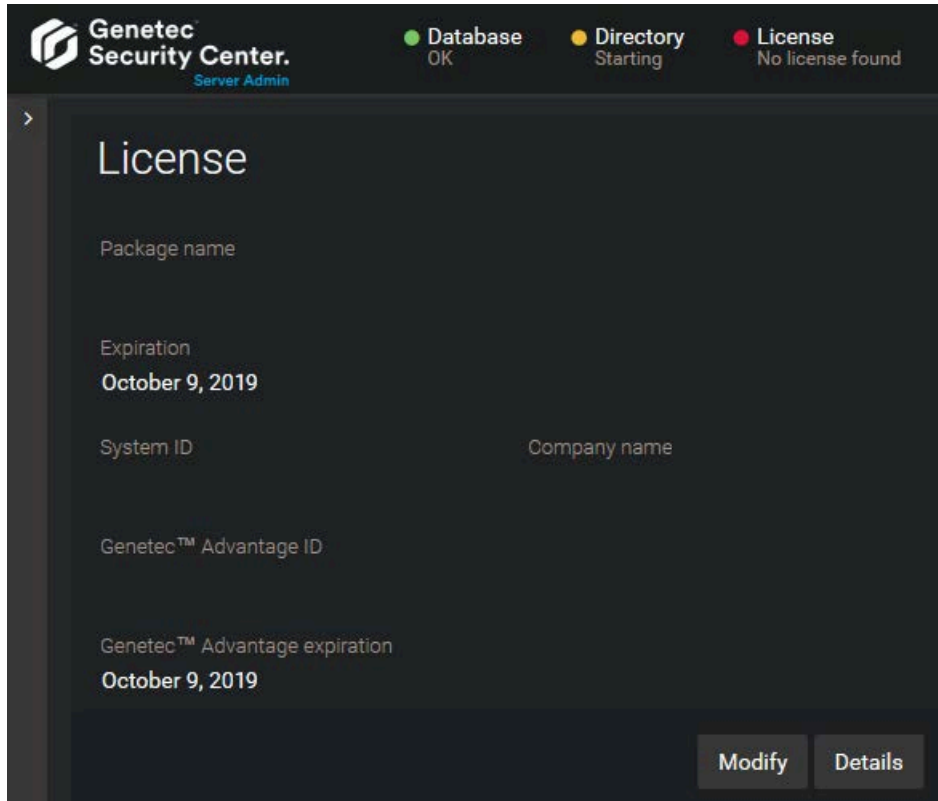 Genetec
Security Center.
Server Admin
Database
OK
Directory
Starting
License
No license found
License
Package name
Expiration
October 9, 2019
System ID
Company name
Genetec™ Advantage ID
Genetec™ Advantage expiration
October 9, 2019
Modify
Details